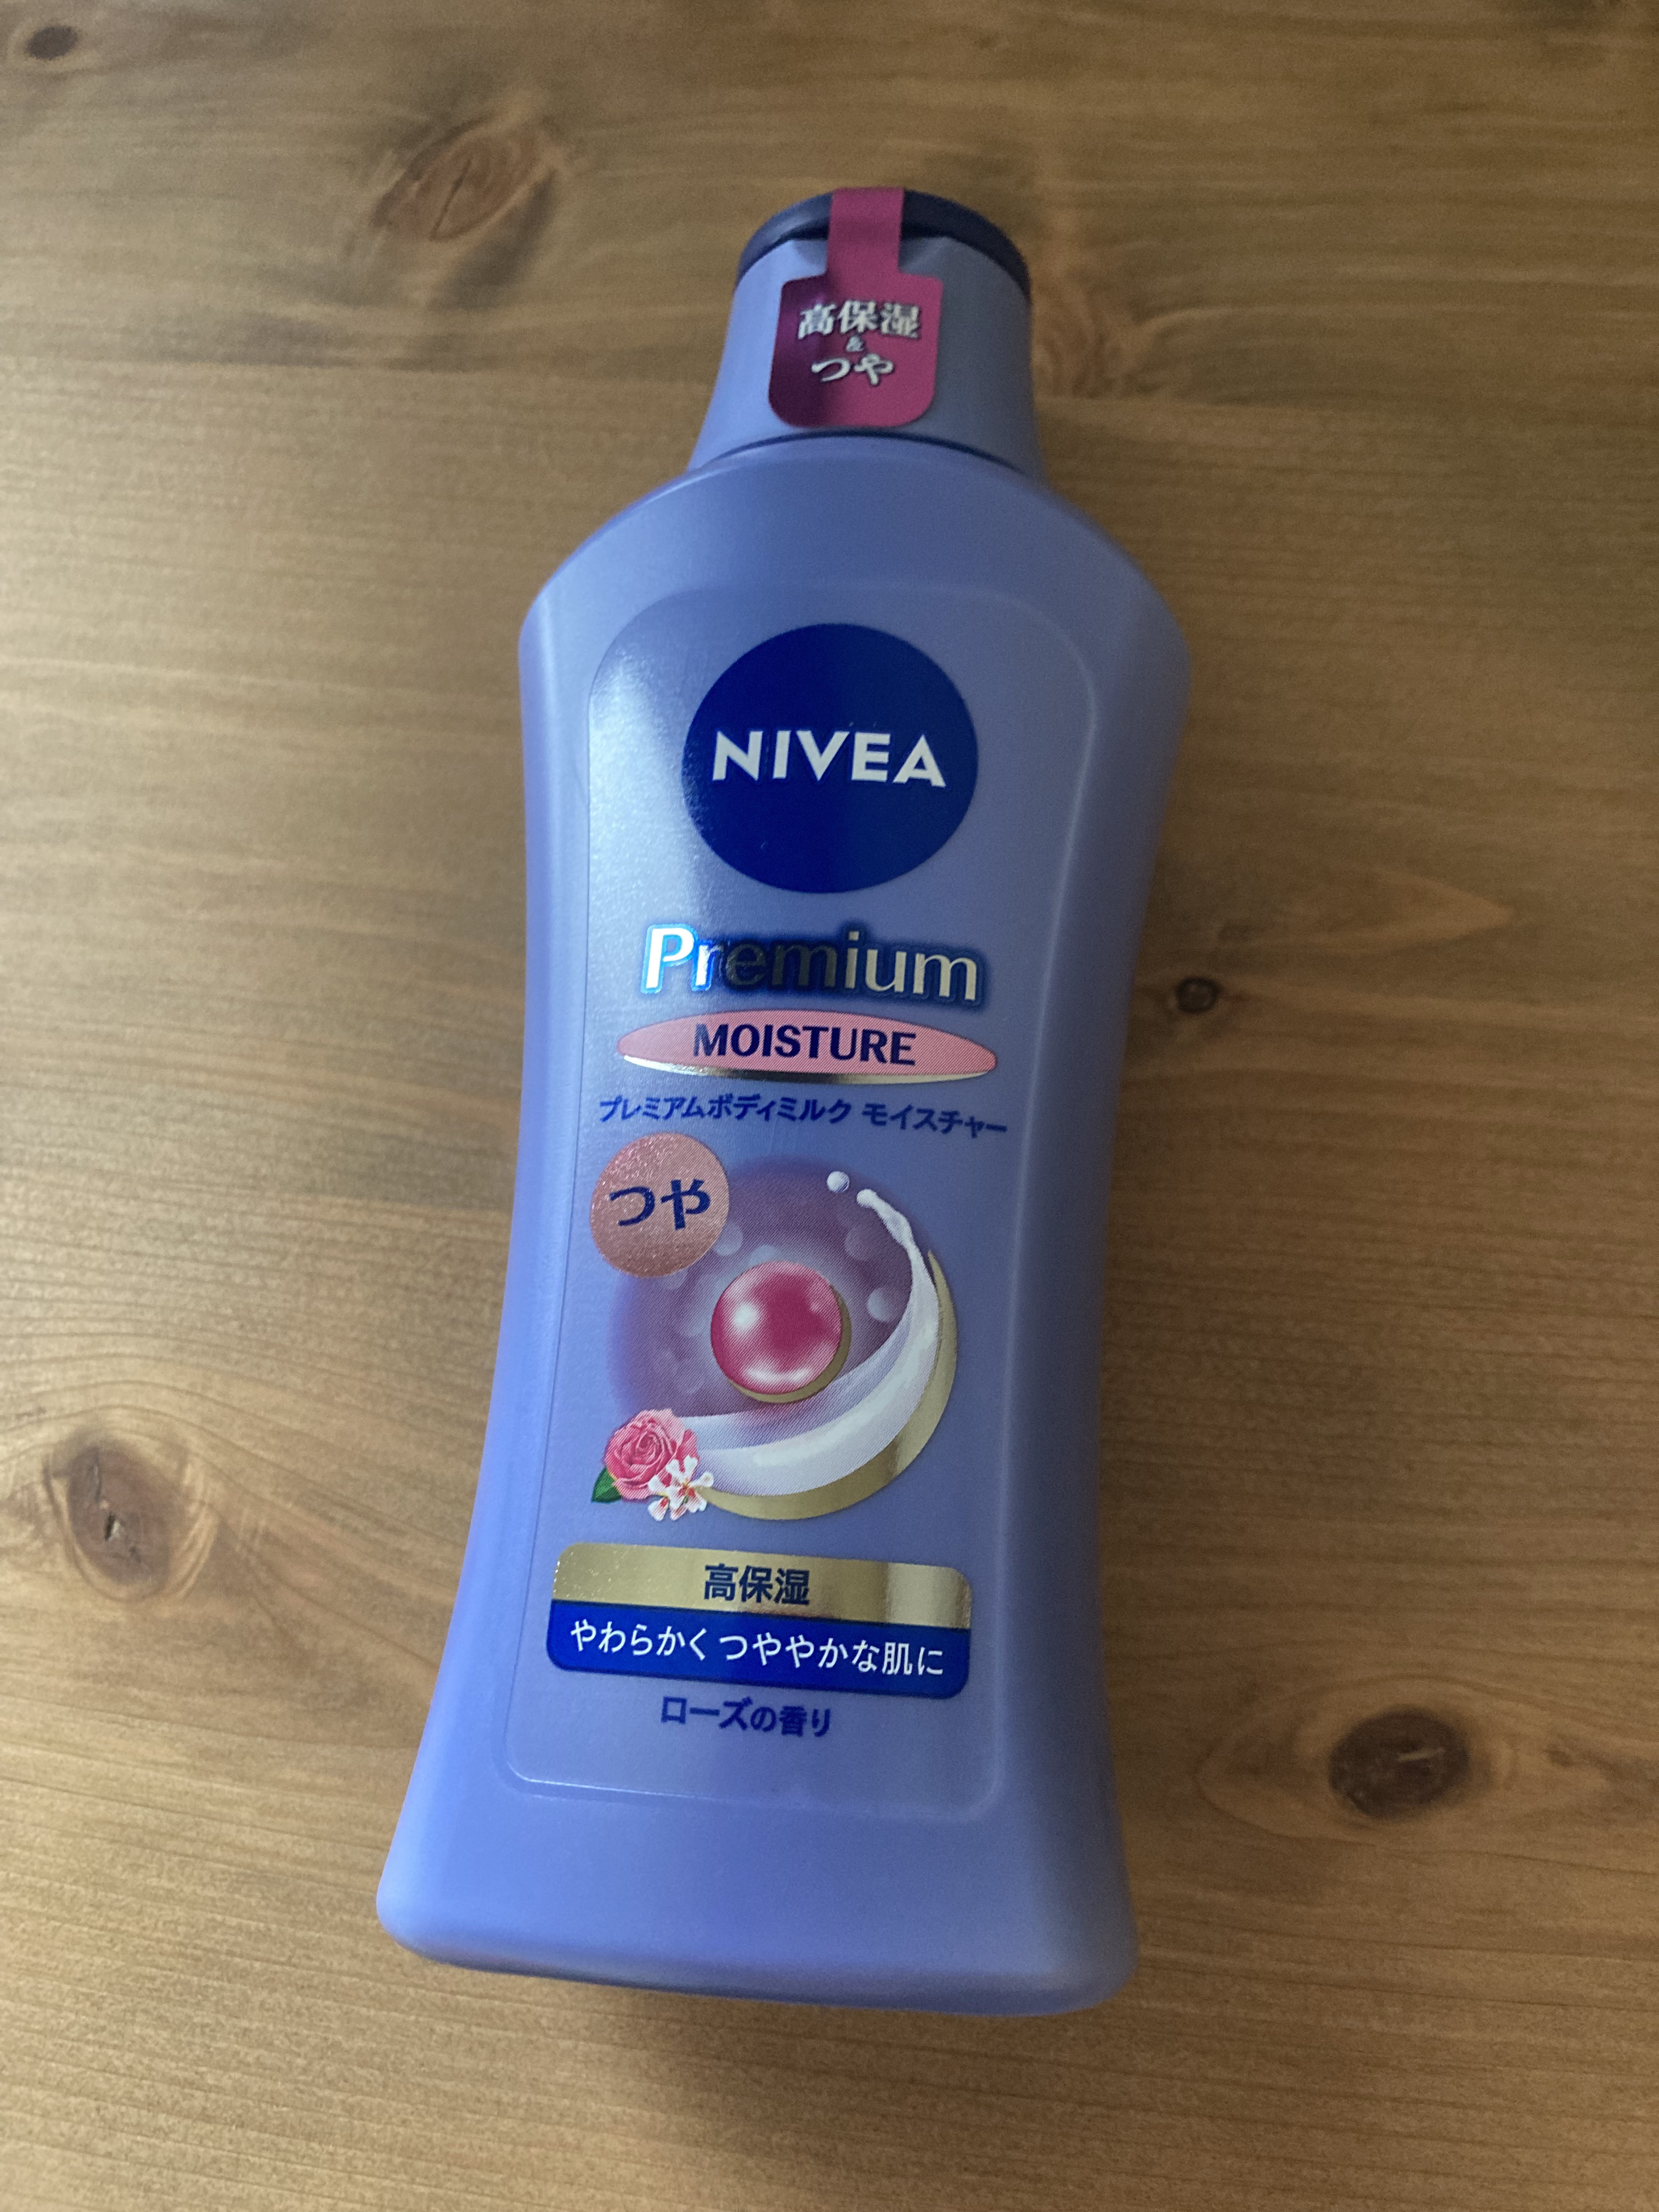 高保湿
&
つや
NIVEA
Premium
MOISTURE
プレミアムボディミルク モイスチャー
つや
高保湿
やわらかく つややかな肌に
ローズの香り